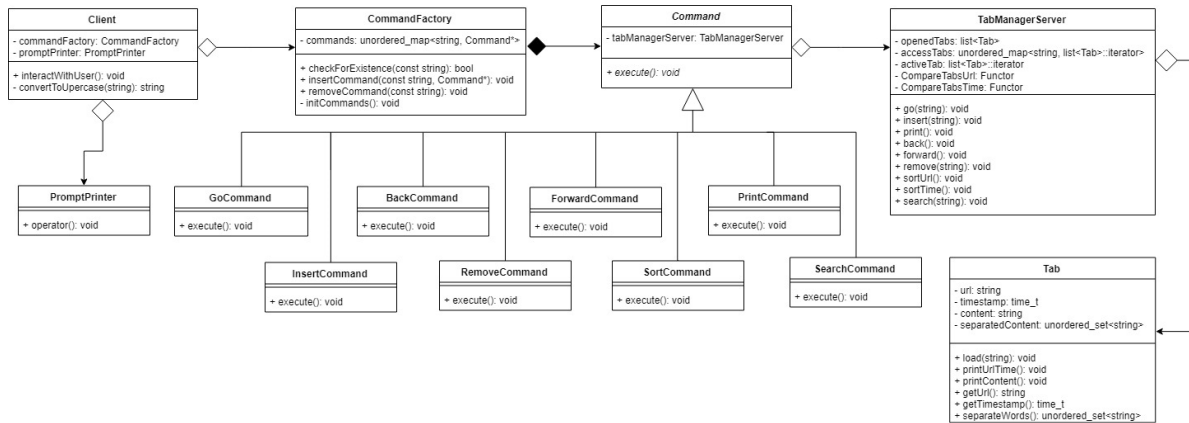 Client
- commandFactory: CommandFactory
- promptPrinter: PromptPrinter
+ interactWithUser(): void
- convertToUpercase(string): string
CommandFactory
- commands: unordered_map<string, Command*>
+ checkForExistence(const string): bool
+ insertCommand(const string, Command*): void
+ removeCommand(const string): void
- initCommands(): void
Command
- tabManagerServer: TabManagerServer
+ execute(): void
TabManagerServer
- openedTabs: list<Tab>
- accessTabs: unordered_map<string, list<Tab>::iterator>
- activeTab: list<Tab>::iterator
- CompareTabsUrl: Functor
- CompareTabsTime: Functor
+ go(string): void
+ insert(string): void
+ print(): void
+ back(): void
+ forward(): void
+ remove(string): void
+ sortUrl(): void
+ sortTime(): void
+ search(string): void
PromptPrinter
+ operator(): void
GoCommand
+ execute(): void
BackCommand
+ execute(): void
ForwardCommand
+ execute(): void
PrintCommand
+ execute(): void
InsertCommand
+ execute(): void
RemoveCommand
+ execute(): void
SortCommand
+ execute(): void
SearchCommand
+ execute(): void
Tab
- url: string
- timestamp: time_t
- content: string
- separatedContent: unordered_set<string>
+ load(string): void
+ printUrlTime(): void
+ printContent(): void
+ getUrl(): string
+ getTimestamp(): time_t
+ separateWords(): unordered_set<string>